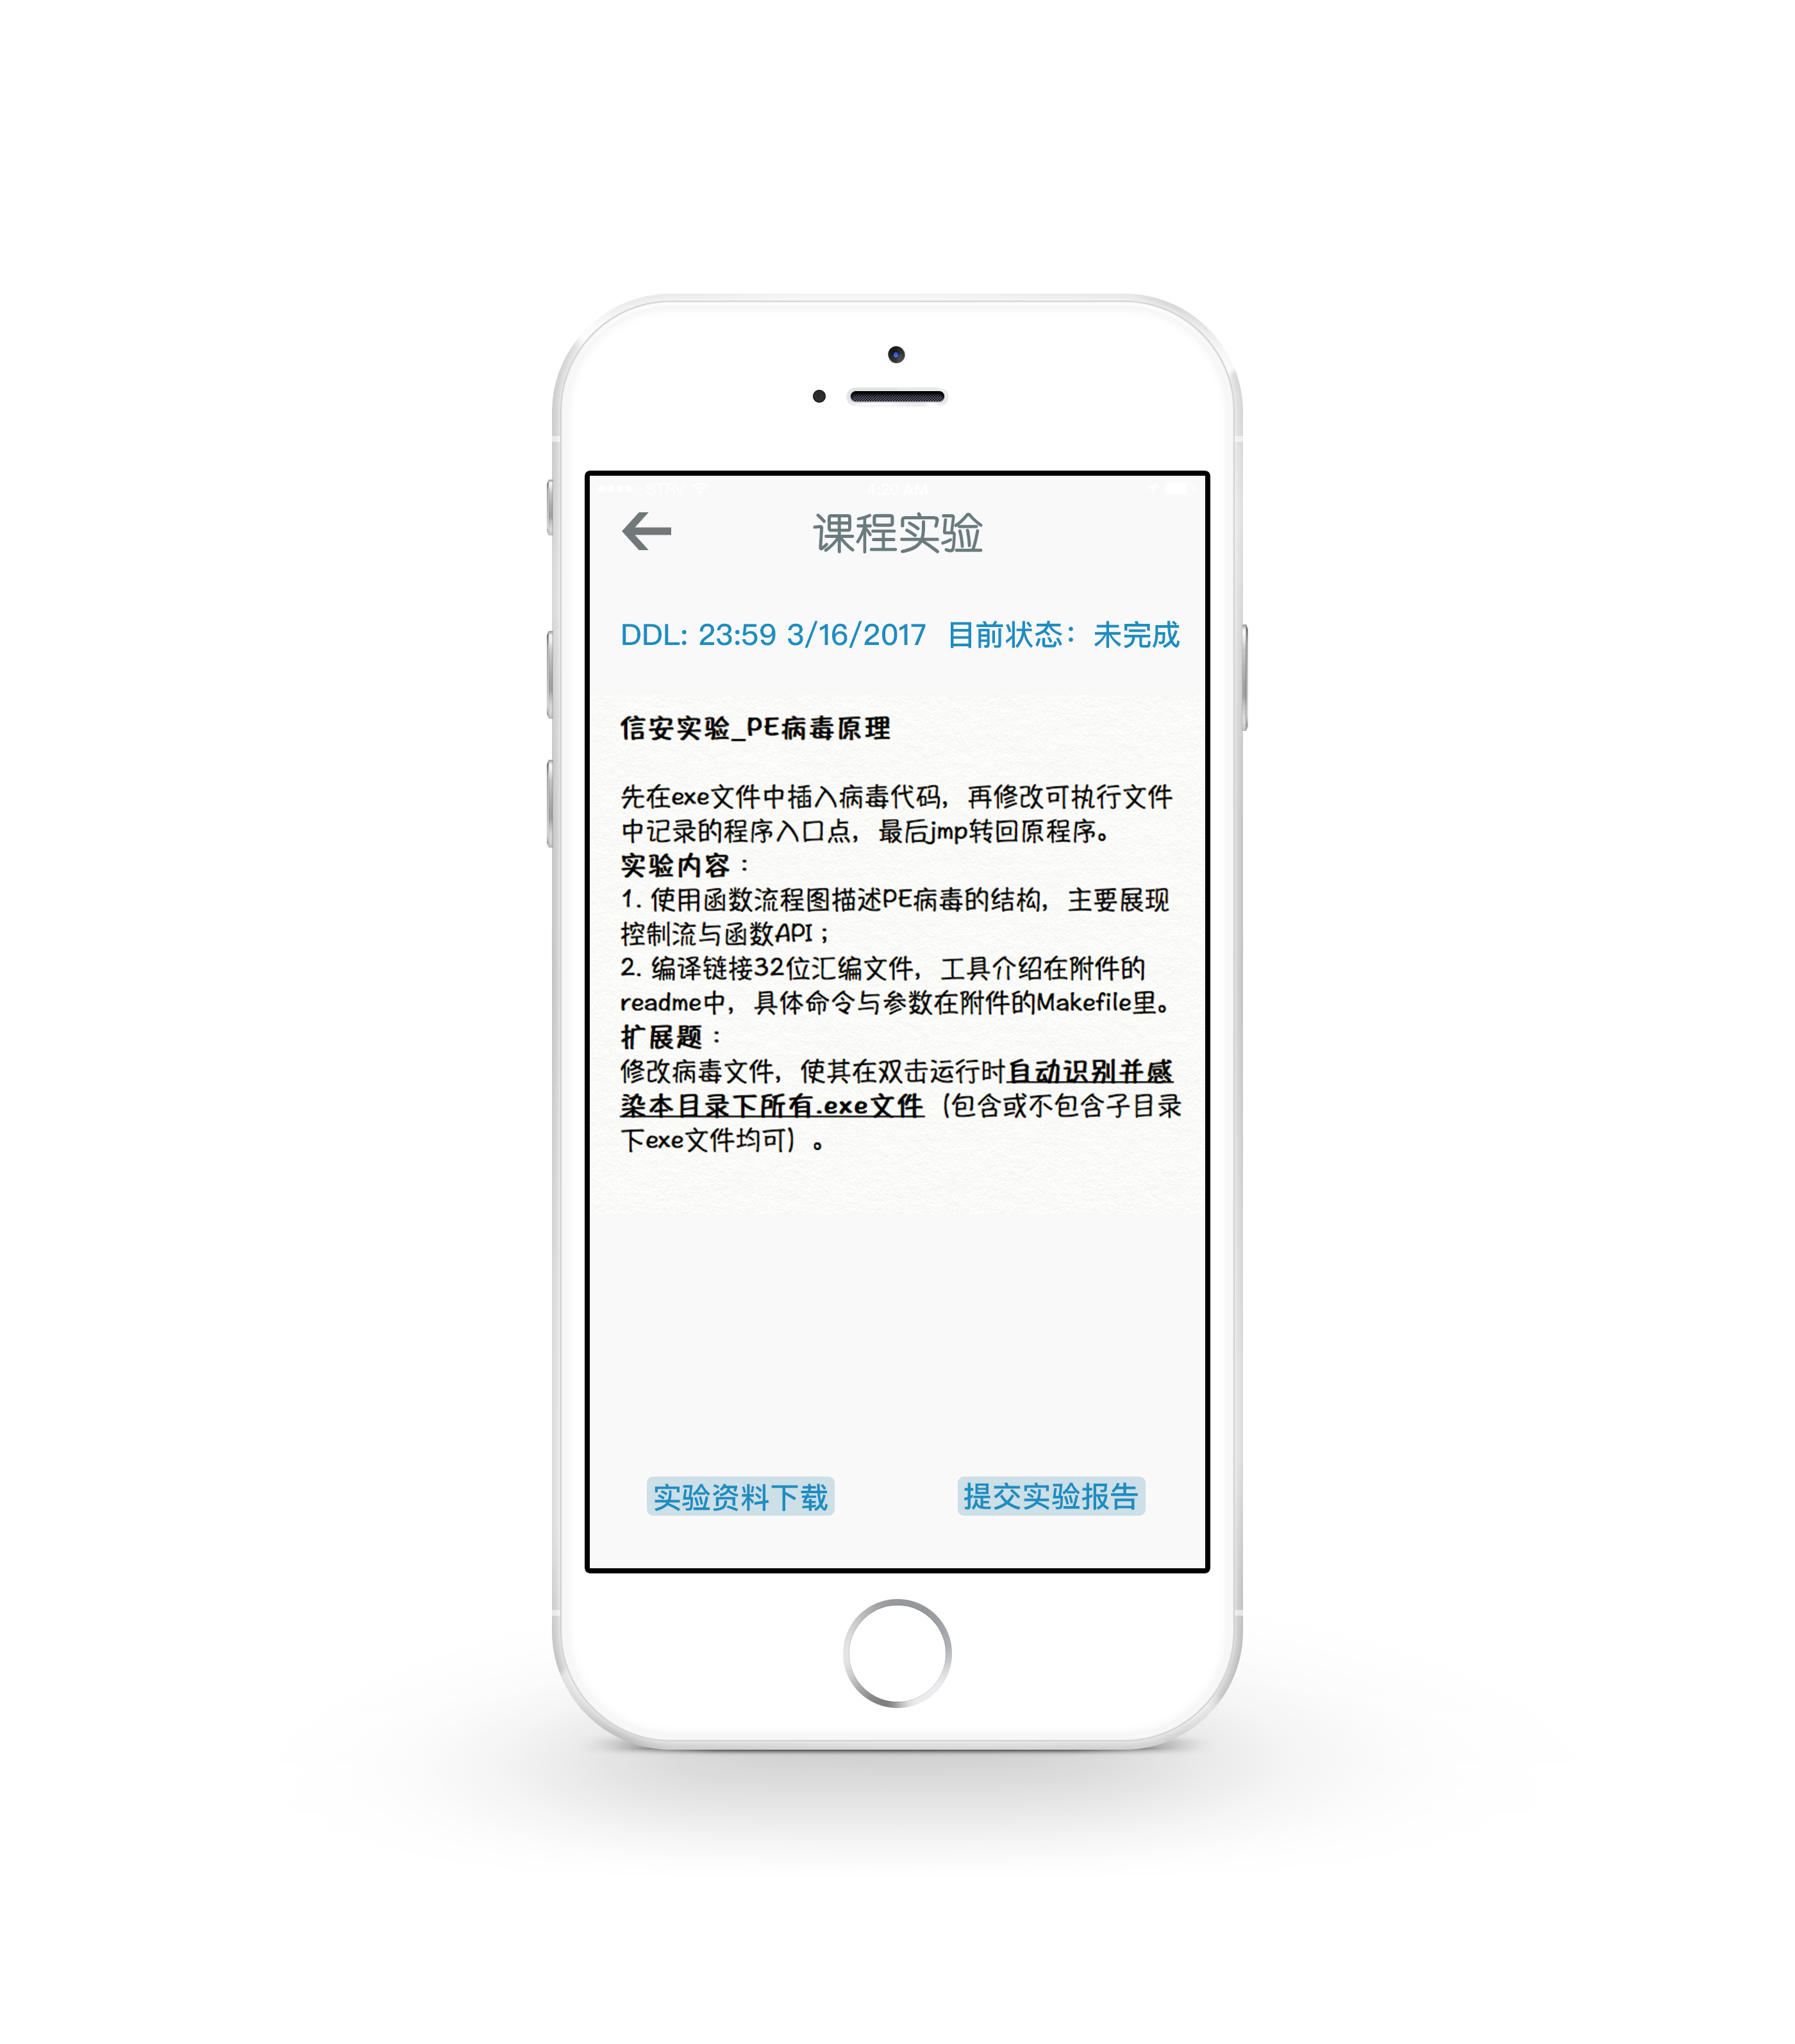 STRV 4:20 AM
课程实验
DDL: 23:59 3/16/2017 目前状态：未完成
信安实验_PE病毒原理
先在exe文件中插入病毒代码，再修改可执行文件
中记录的程序入口点，最后jmp转回原程序。
实验内容：
1. 使用函数流程图描述PE病毒的结构，主要展现
控制流与函数API；
2. 编译链接32位汇编文件，工具介绍在附件的
readme中，具体命令与参数在附件的Makefile里。
扩展题：
修改病毒文件，使其在双击运行时自动识别并感
染本目录下所有.exe文件（包含或不包含子目录
下exe文件均可）。
实验资料下载 提交实验报告